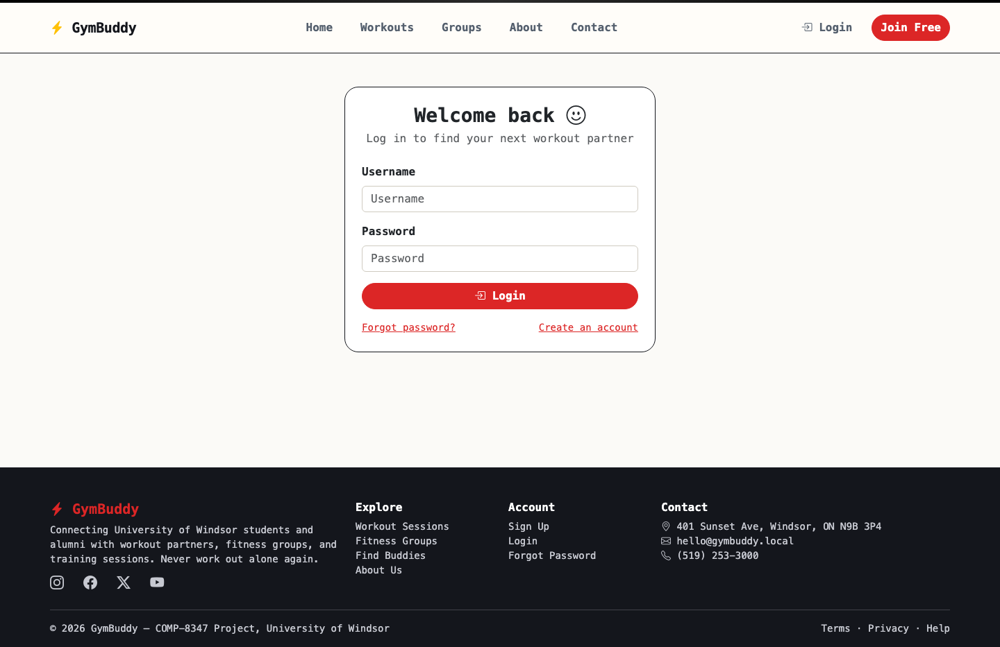 GymBuddy
Home Workouts Groups About Contact
Login Join Free
Welcome back
Log in to find your next workout partner
Username
Username
Password
Password
Login
Forgot password? Create an account
GymBuddy
Connecting University of Windsor students and
alumni with workout partners, fitness groups, and
training sessions. Never work out alone again.
Explore
Workout Sessions
Fitness Groups
Find Buddies
About Us
Account
Sign Up
Login
Forgot Password
Contact
401 Sunset Ave, Windsor, ON N9B 3P4
hello@gymbuddy.local
(519) 253-3000
© 2026 GymBuddy — COMP-8347 Project, University of Windsor
Terms · Privacy · Help